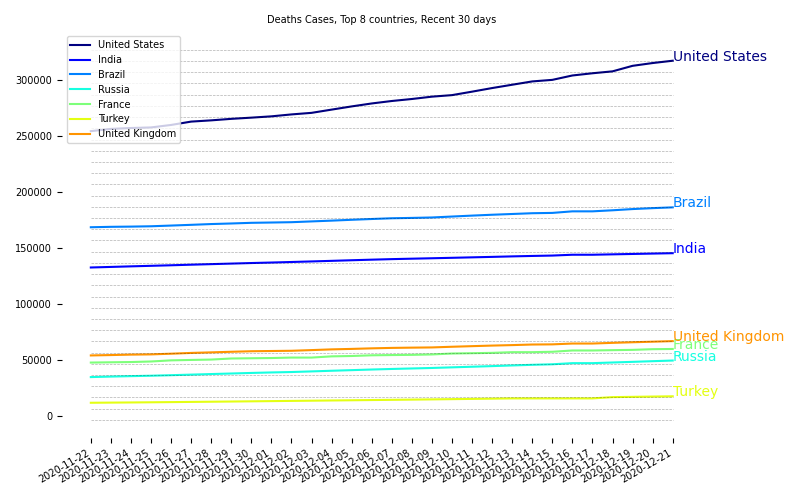 Deaths Cases, Top 8 countries, Recent 30 days
United States
India
Brazil
Russia
France
Turkey
United Kingdom
300000
250000
200000
150000
100000
50000
0
United States
Brazil
India
United Kingdom
France
Russia
Turkey
2020-11-22
2020-11-23
2020-11-24
2020-11-25
2020-11-26
2020-11-27
2020-11-28
2020-11-29
2020-11-30
2020-12-01
2020-12-02
2020-12-03
2020-12-04
2020-12-05
2020-12-06
2020-12-07
2020-12-08
2020-12-09
2020-12-10
2020-12-11
2020-12-12
2020-12-13
2020-12-14
2020-12-15
2020-12-16
2020-12-17
2020-12-18
2020-12-19
2020-12-20
2020-12-21